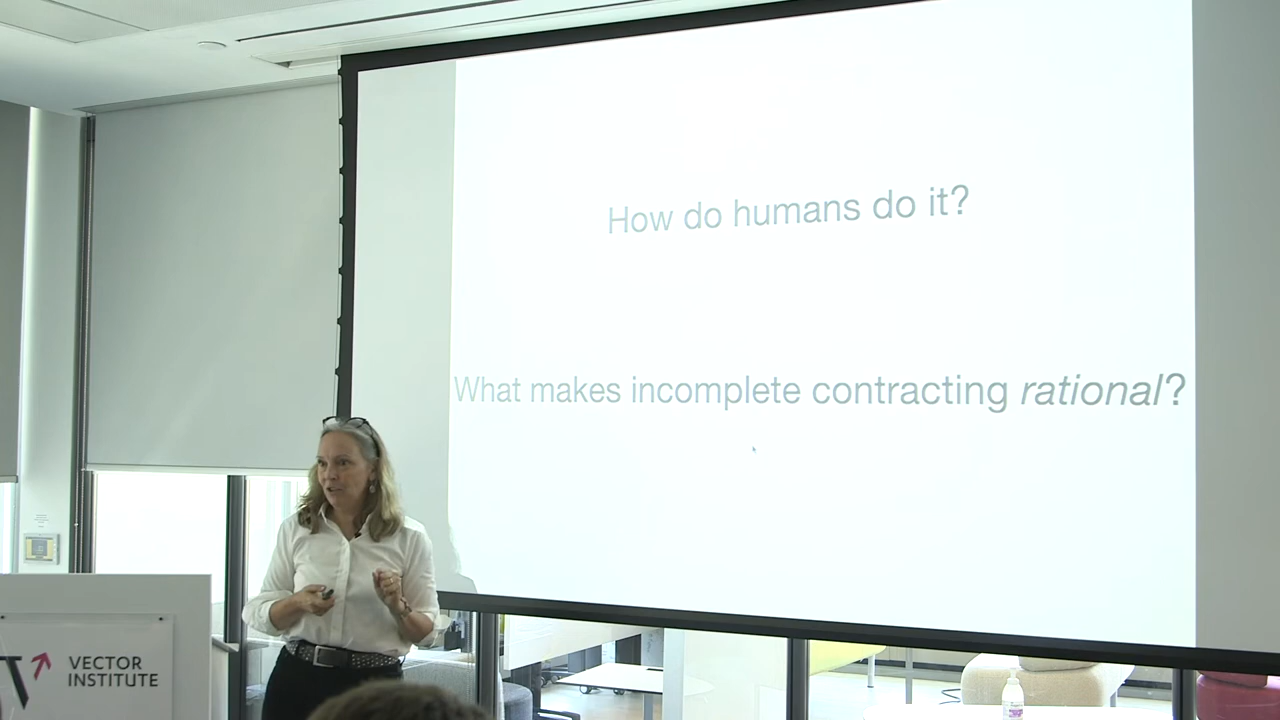 How do humans do it?
What makes incomplete contracting rational?
VECTOR
INSTITUTE